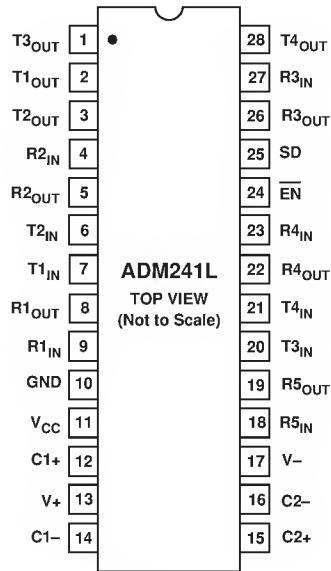 T3OUT 1 28 T4OUT
T1OUT 2 27 R3IN
T2OUT 3 26 R3OUT
R2IN 4 25 SD
R2OUT 5 24 E̅N̅
T2IN 6 23 R4IN
T1IN 7 22 R4OUT
R1OUT 8 21 T4IN
R1IN 9 20 T3IN
GND 10 19 R5OUT
VCC 11 18 R5IN
C1+ 12 17 V–
V+ 13 16 C2–
C1– 14 15 C2+
ADM241L
TOP VIEW
(Not to Scale)